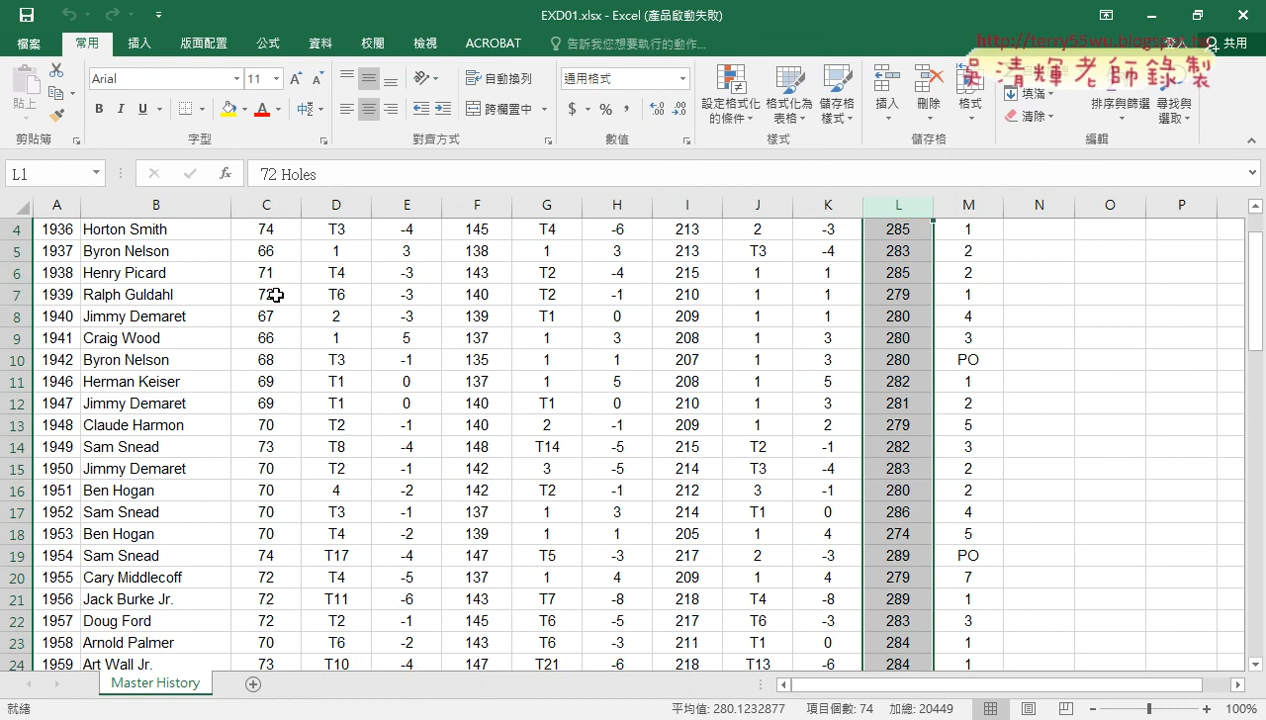 EXD01.xlsx - Excel (產品啟動失敗)
http://terry55wu.blogspot.tw
吳清輝老師錄製
檔案 常用 插入 版面配置 公式 資料 校閱 檢視 ACROBAT 告訴我您想要執行的動作... 登入 共用
貼上 Arial 11 自動換列 通用格式 設定格式化的條件 格式化為表格 儲存格樣式 插入 刪除 格式 填滿 清除 排序與篩選 尋找與選取
B I U 中 跨欄置中 $ % ,
剪貼簿 字型 對齊方式 數值 樣式 儲存格 編輯
L1 fx 72 Holes
A B C D E F G H I J K L M N O P
4 1936 Horton Smith 74 T3 -4 145 T4 -6 213 2 -3 285 1
5 1937 Byron Nelson 66 1 3 138 1 3 213 T3 -4 283 2
6 1938 Henry Picard 71 T4 -3 143 T2 -4 215 1 1 285 2
7 1939 Ralph Guldahl T6 -3 140 T2 -1 210 1 1 279 1
8 1940 Jimmy Demaret 67 2 -3 139 T1 0 209 1 1 280 4
9 1941 Craig Wood 66 1 5 140 1 3 208 1 3 280 3
10 1942 Byron Nelson 68 T3 -1 135 1 1 207 1 3 280 PO
11 1946 Herman Keiser 69 T1 0 137 1 5 208 1 5 282 1
12 1947 Jimmy Demaret 69 T1 0 140 T1 0 210 1 3 281 2
13 1948 Claude Harmon 70 T2 -1 140 2 -1 209 1 2 279 5
14 1949 Sam Snead 73 T8 -4 148 T14 -5 215 T2 -1 282 3
15 1950 Jimmy Demaret 70 T2 -1 142 3 -5 214 T3 -4 283 2
16 1951 Ben Hogan 70 4 -2 142 T2 -1 212 3 -1 280 2
17 1952 Sam Snead 70 T3 -1 137 1 3 214 T1 0 286 4
18 1953 Ben Hogan 70 T4 -2 139 1 1 205 1 4 274 5
19 1954 Sam Snead 74 T17 -4 147 T5 -3 217 2 -3 289 PO
20 1955 Cary Middlecoff 72 T4 -5 137 1 4 209 1 4 279 7
21 1956 Jack Burke Jr. 72 T11 -6 143 T7 -8 218 T4 -8 289 1
22 1957 Doug Ford 72 T2 -1 145 T6 -5 217 T6 -3 283 3
23 1958 Arnold Palmer 70 T6 -2 143 T6 -3 211 T1 0 284 1
24 1959 Art Wall Jr. 73 T10 -4 147 T21 -6 218 T13 -6 284 1
Master History
就緒 平均值: 280.1232877 項目個數: 74 加總: 20449 100%